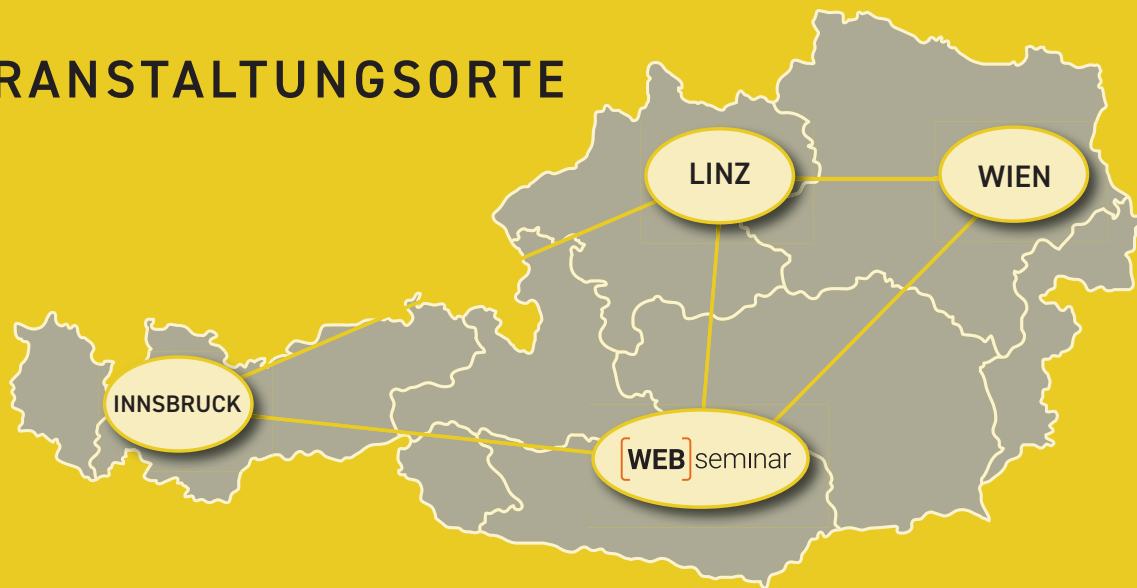 RANSTALTUNGSORTE
LINZ
WIEN
INNSBRUCK
[WEB]seminar